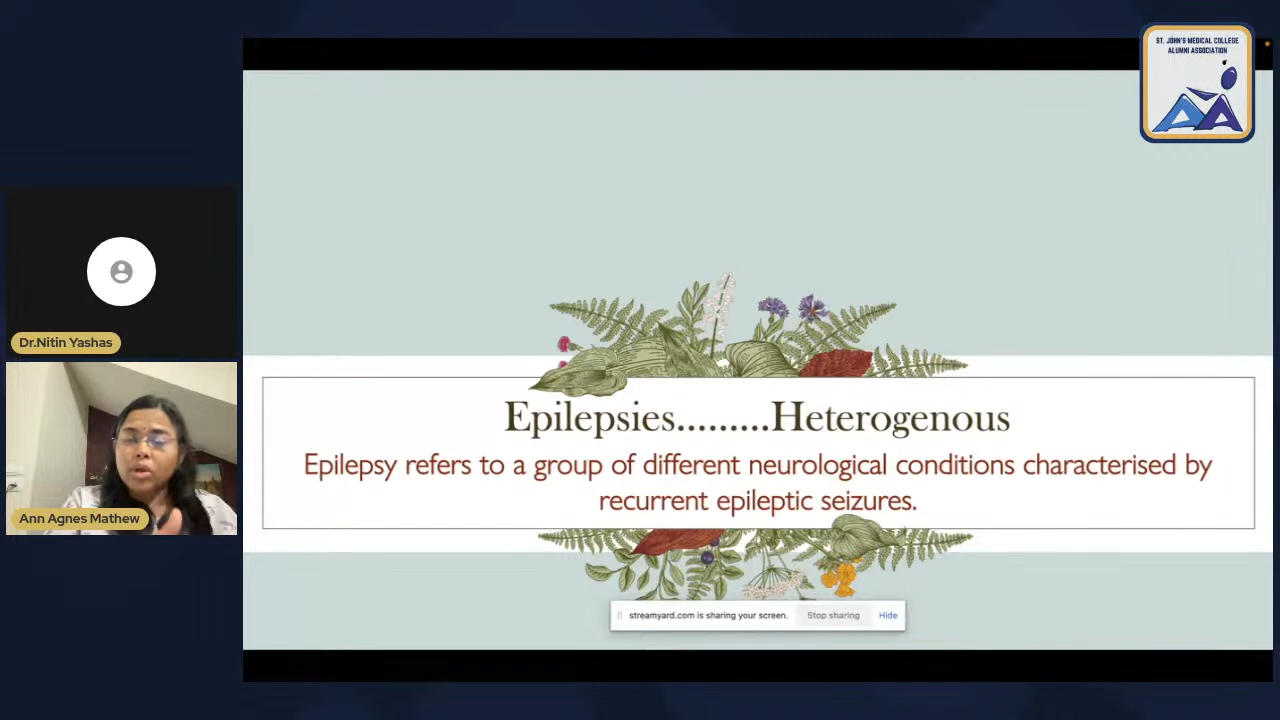 ST. JOHN'S MEDICAL COLLEGE
ALUMNI ASSOCIATION
Dr.Nitin Yashas
Ann Agnes Mathew
Epilepsies.........Heterogenous
Epilepsy refers to a group of different neurological conditions characterised by
recurrent epileptic seizures.
streamyard.com is sharing your screen. Stop sharing Hide